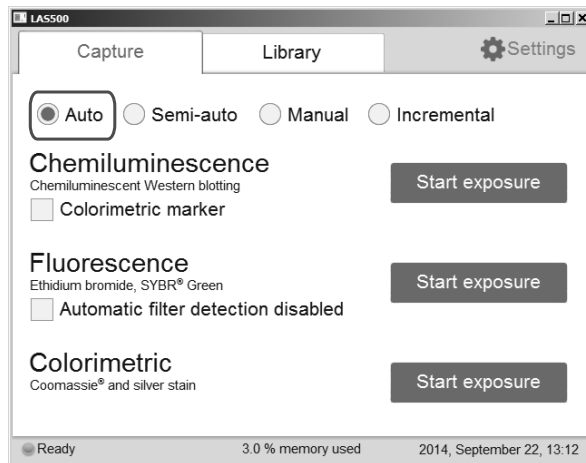 LAS500
Capture Library Settings
Auto Semi-auto Manual Incremental
Chemiluminescence
Chemiluminescent Western blotting
Start exposure
Colorimetric marker
Fluorescence
Ethidium bromide, SYBR® Green
Start exposure
Automatic filter detection disabled
Colorimetric
Coomassie® and silver stain
Start exposure
Ready 3.0 % memory used 2014, September 22, 13:12